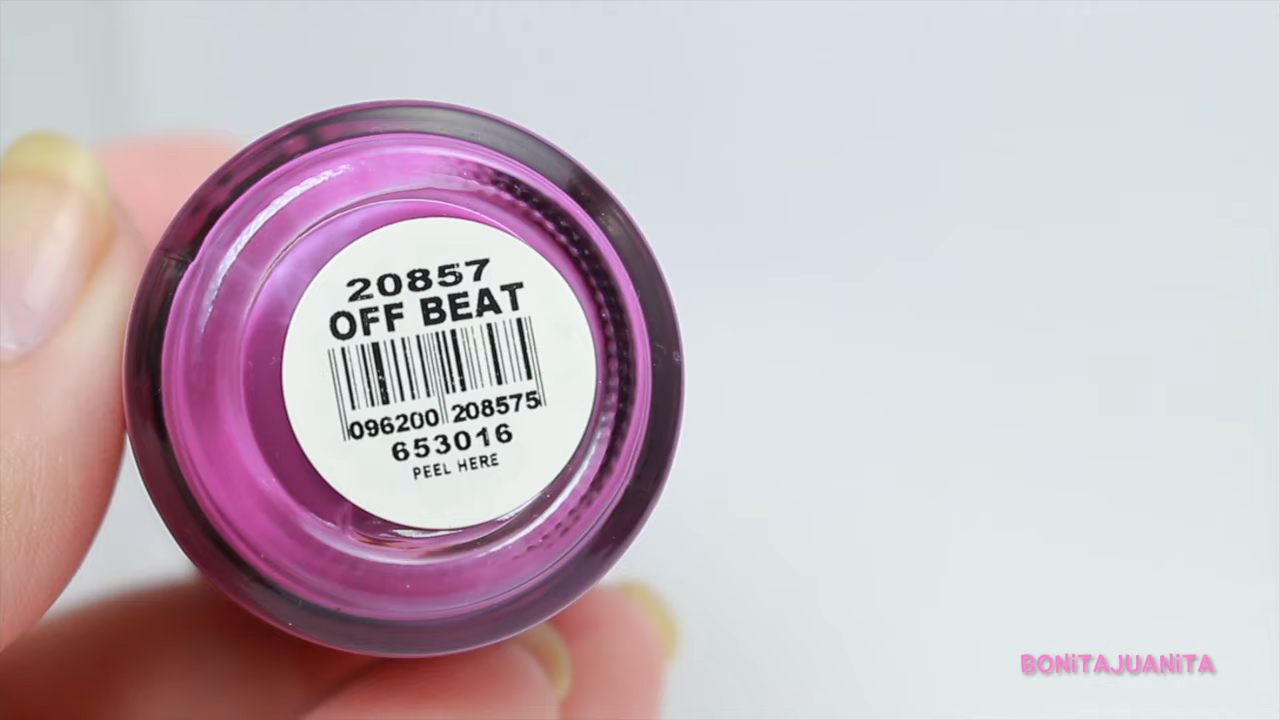 20857
OFF BEAT
096200 208575
653016
PEEL HERE
BONiTAJUANiTA